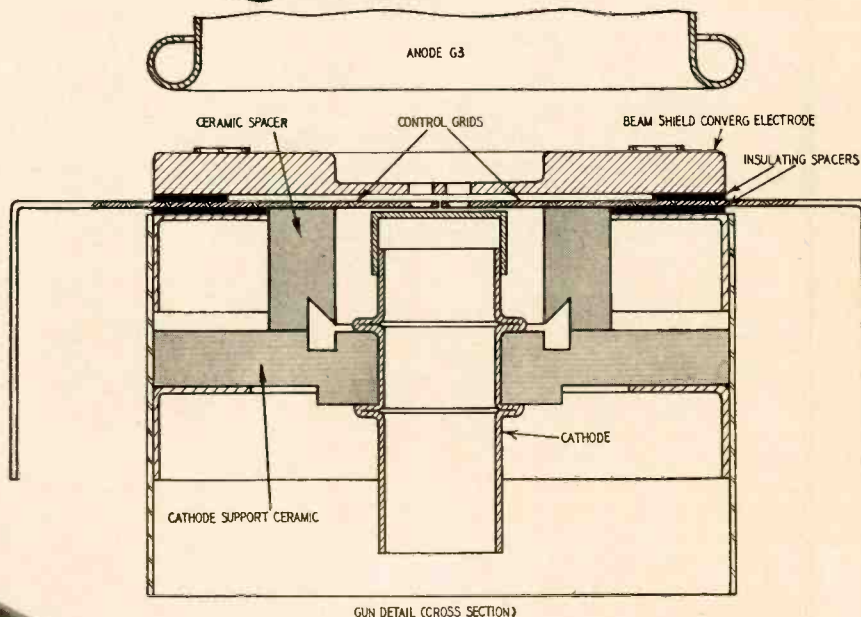 ANODE G3
CERAMIC SPACER
CONTROL GRIDS
BEAM SHIELD CONVERG ELECTRODE
INSULATING SPACERS
CATHODE
CATHODE SUPPORT CERAMIC
GUN DETAIL (CROSS SECTION)